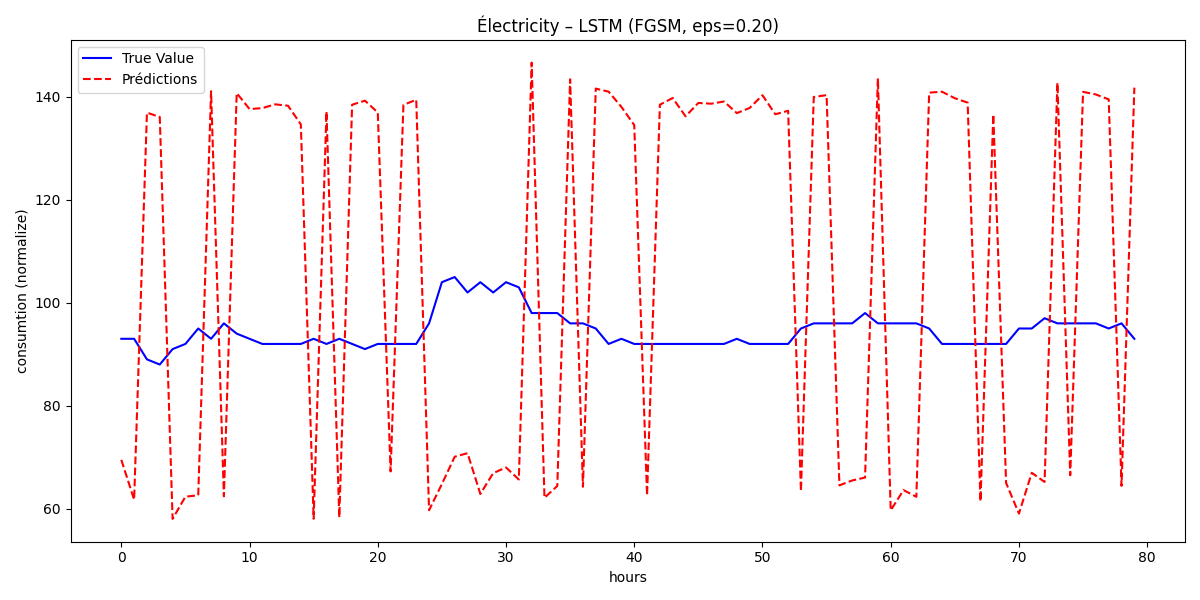 Électricity – LSTM (FGSM, eps=0.20)
True Value
Prédictions
consumtion (normalize)
140
120
100
80
60
0 10 20 30 40 50 60 70 80
hours